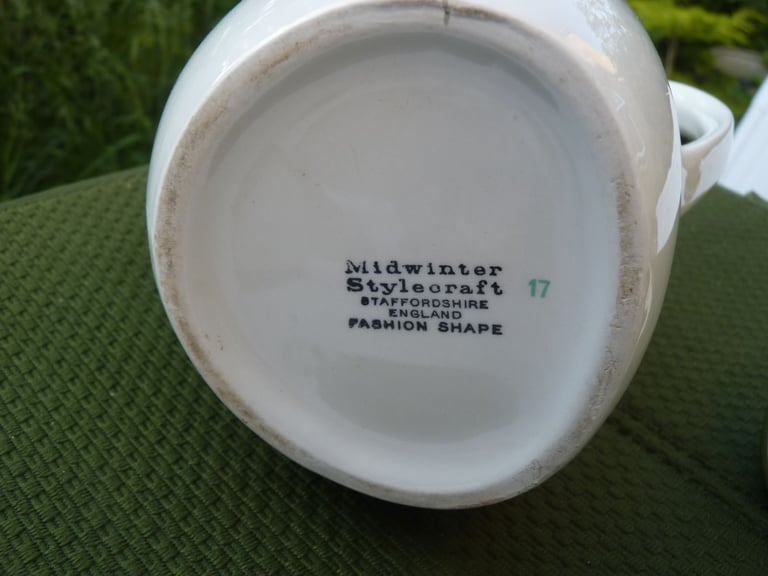 Midwinter
Stylecraft 17
STAFFORDSHIRE
ENGLAND
FASHION SHAPE